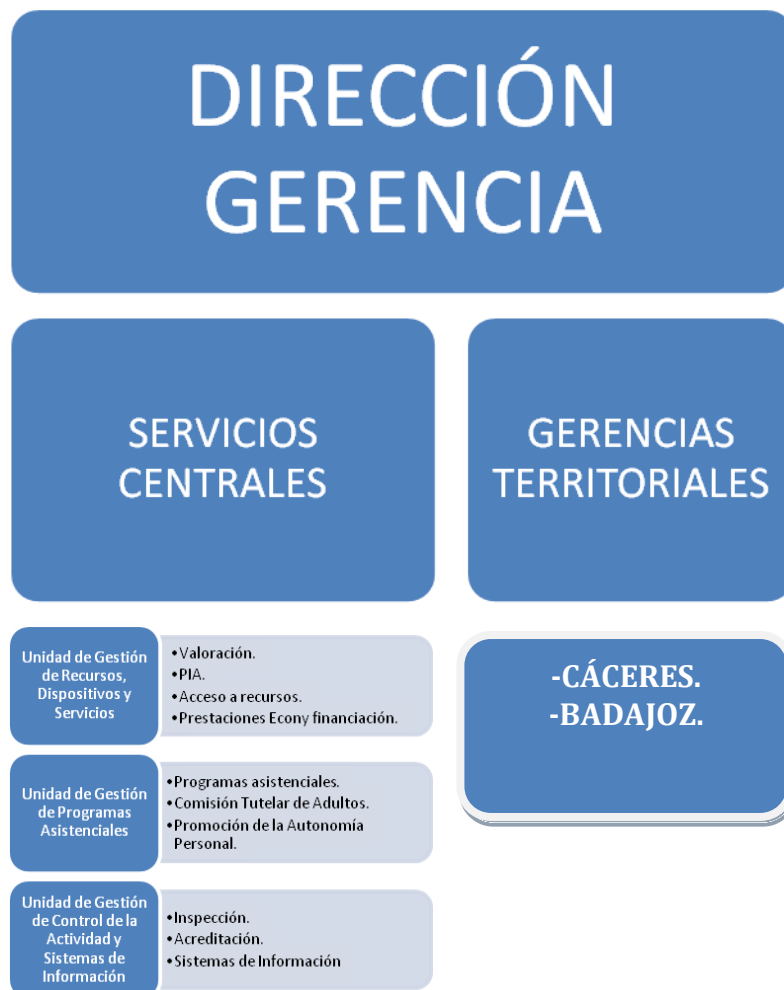 DIRECCIÓN
GERENCIA
SERVICIOS
CENTRALES
GERENCIAS
TERRITORIALES
Unidad de Gestión
de Recursos,
Dispositivos y
Servicios
•Valoración.
•PIA.
•Acceso a recursos.
•Prestaciones Econy financiación.
-CÁCERES.
-BADAJOZ.
Unidad de Gestión
de Programas
Asistenciales
•Programas asistenciales.
•Comisión Tutelar de Adultos.
•Promoción de la Autonomía
Personal.
Unidad de Gestión
de Control de la
Actividad y
Sistemas de
Información
•Inspección.
•Acreditación.
•Sistemas de Información